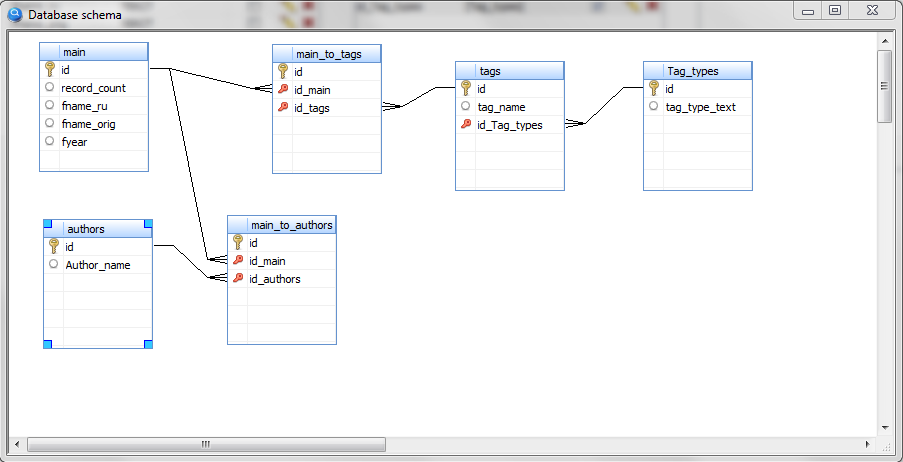 Database schema
main
id
record_count
fname_ru
fname_orig
fyear
main_to_tags
id
id_main
id_tags
tags
id
tag_name
id_Tag_types
Tag_types
id
tag_type_text
authors
id
Author_name
main_to_authors
id
id_main
id_authors